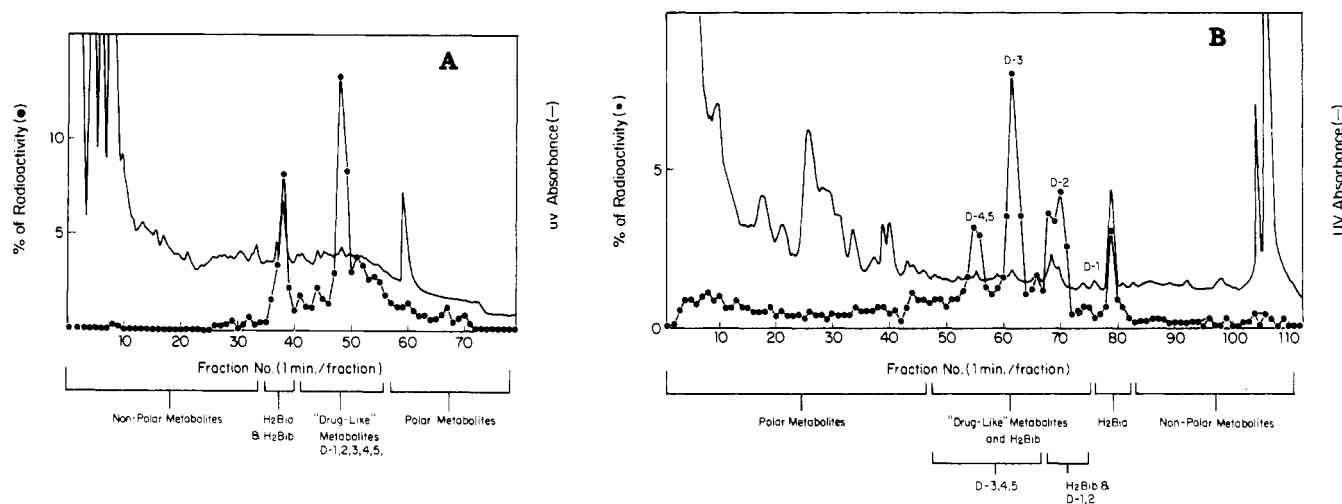 A
% of Radioactivity (●)
10
5
uv Absorbance (—)
10 20 30 40 50 60 70
Fraction No. (1 min./fraction)
Non-Polar Metabolites
H₂Bia
& H₂Bib
"Drug-Like"
Metabolites
D-1,2,3,4,5,
Polar Metabolites
B
% of Radioactivity (•)
5
0
UV Absorbance (—)
D-4,5
D-3
D-2
D-1
10 20 30 40 50 60 70 80 90 100 110
Fraction No. (1 min./fraction)
Polar Metabolites
"Drug-Like" Metabolites
and H₂Bib
H₂Bia
Non-Polar Metabolites
D-3,4,5
H₂Bib &
D-1,2